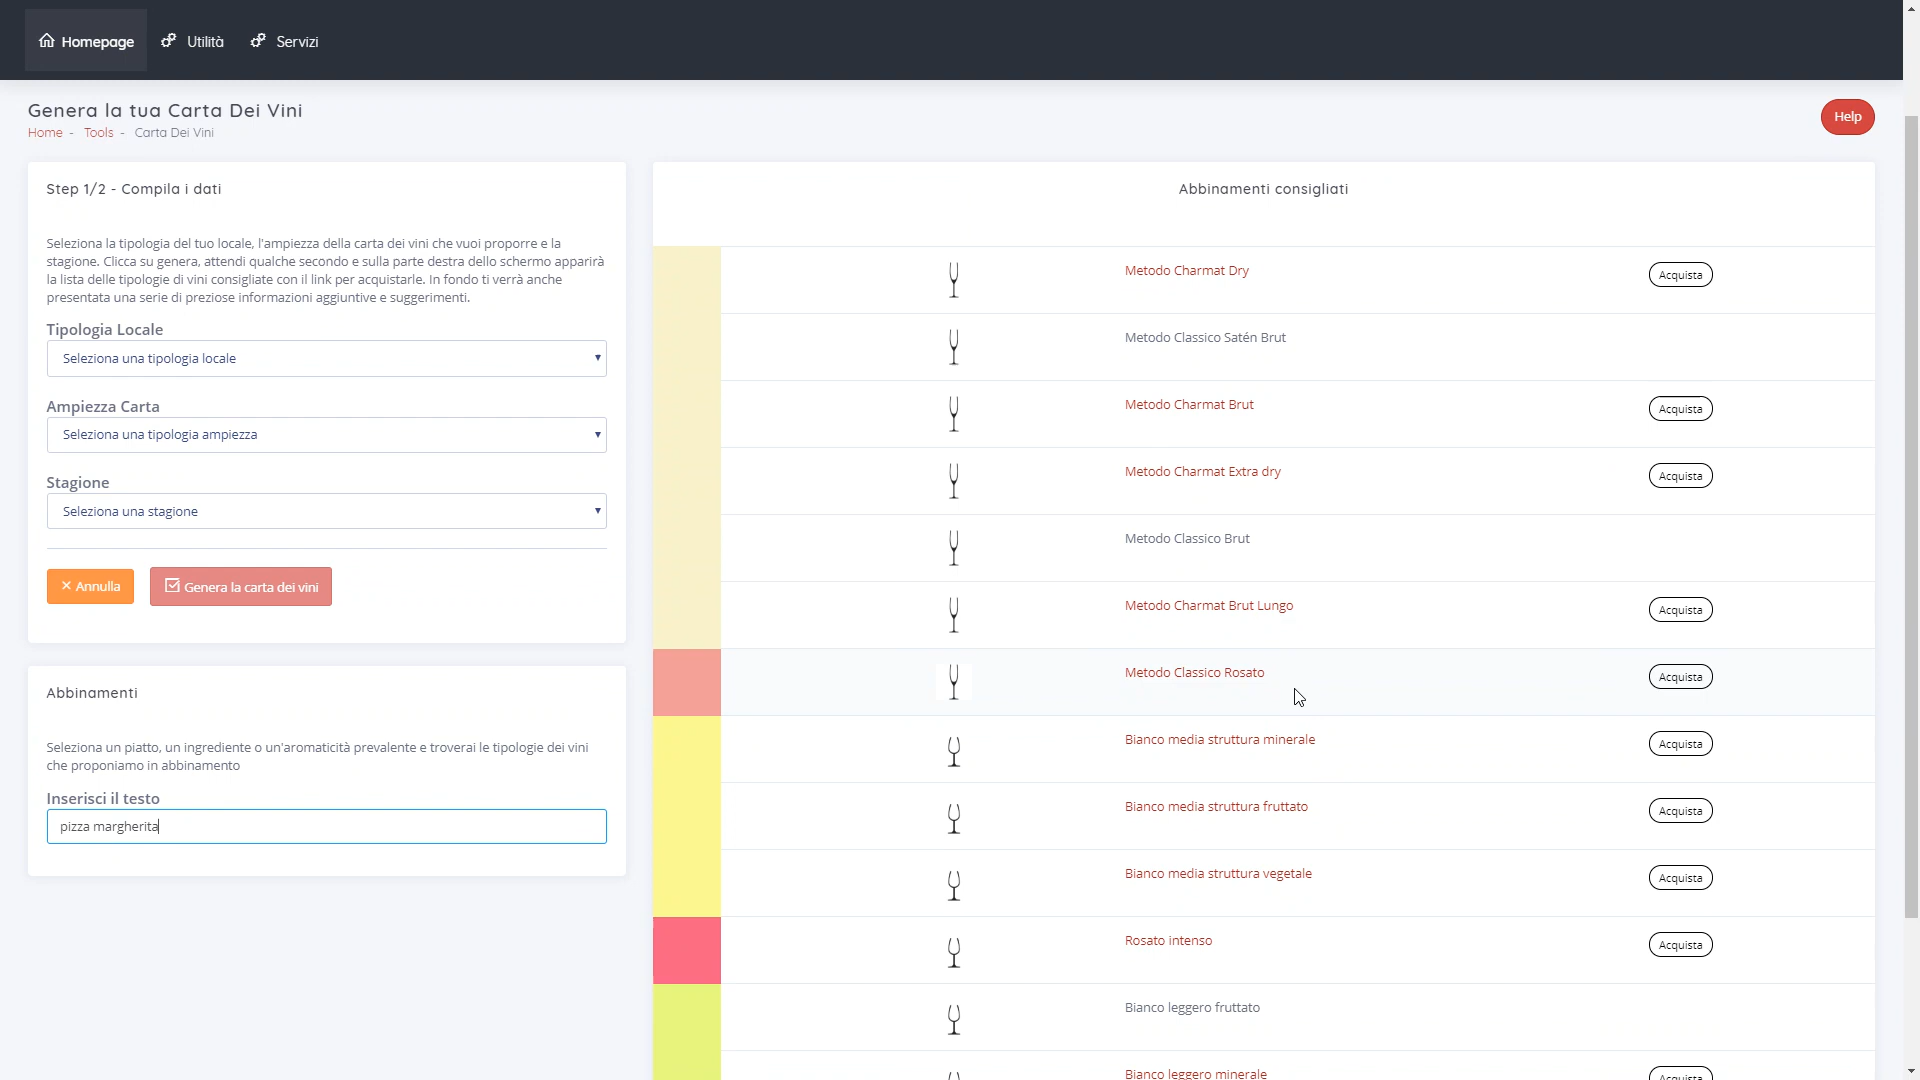 Homepage
Utilità
Servizi
Genera la tua Carta Dei Vini
Home - Tools - Carta Dei Vini
Help
Step 1/2 - Compila i dati
Seleziona la tipologia del tuo locale, l'ampiezza della carta dei vini che vuoi proporre e la
stagione. Clicca su genera, attendi qualche secondo e sulla parte destra dello schermo apparirà
la lista delle tipologie di vini consigliate con il link per acquistarle. In fondo ti verrà anche
presentata una serie di preziose informazioni aggiuntive e suggerimenti.
Tipologia Locale
Seleziona una tipologia locale
Ampiezza Carta
Seleziona una tipologia ampiezza
Stagione
Seleziona una stagione
Annulla
Genera la carta dei vini
Abbinamenti
Seleziona un piatto, un ingrediente o un'aromaticità prevalente e troverai le tipologie dei vini
che proponiamo in abbinamento
Inserisci il testo
pizza margherita
Abbinamenti consigliati
Metodo Charmat Dry
Acquista
Metodo Classico Satén Brut
Metodo Charmat Brut
Acquista
Metodo Charmat Extra dry
Acquista
Metodo Classico Brut
Metodo Charmat Brut Lungo
Acquista
Metodo Classico Rosato
Acquista
Bianco media struttura minerale
Acquista
Bianco media struttura fruttato
Acquista
Bianco media struttura vegetale
Acquista
Rosato intenso
Acquista
Bianco leggero fruttato
Bianco leggero minerale
Acquista